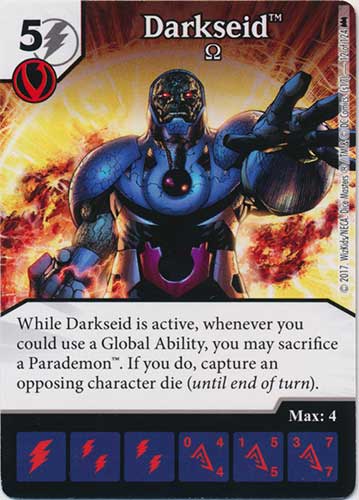 5
Darkseid™
Ω
While Darkseid is active, whenever you
could use a Global Ability, you may sacrifice
a Parademon™. If you do, capture an
opposing character die (until end of turn).
Max: 4
0 4 4
1 5 5
3 7 7